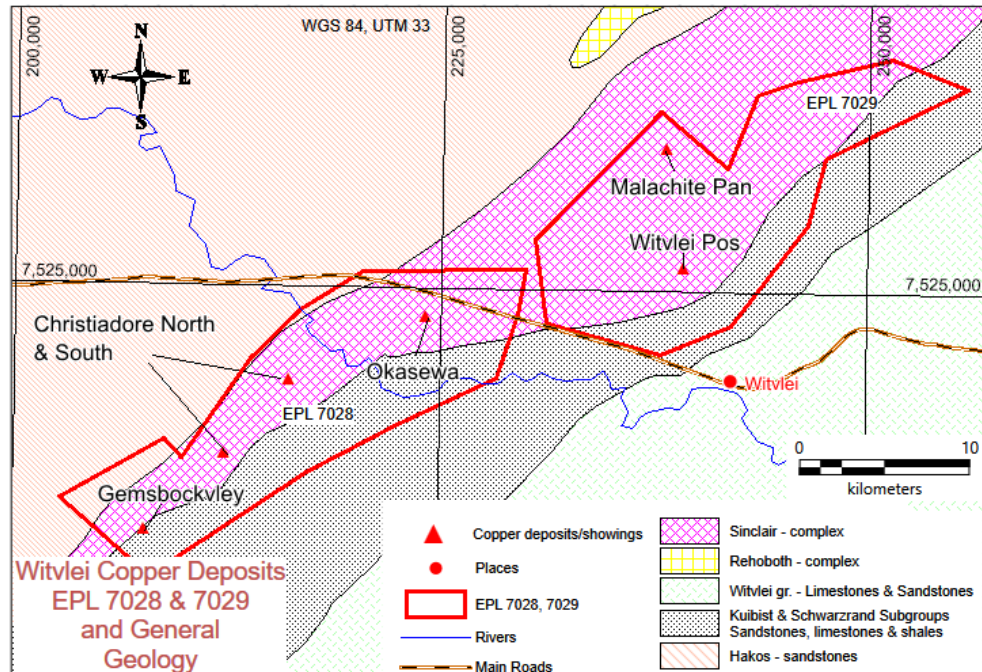 WGS 84, UTM 33
200,000
225,000
250,000
N
W E
S
EPL 7029
Malachite Pan
Witvlei Pos
7,525,000
7,525,000
Christiadore North
& South
Okasewa
EPL 7028
Witvlei
Gemsbockvley
0 10
kilometers
Witvlei Copper Deposits
EPL 7028 & 7029
and General
Geology
Copper deposits/showings
Places
EPL 7028, 7029
Rivers
Main Roads
Sinclair - complex
Rehoboth - complex
Witvlei gr. - Limestones & Sandstones
Kuibist & Schwarzrand Subgroups
Sandstones, limestones & shales
Hakos - sandstones